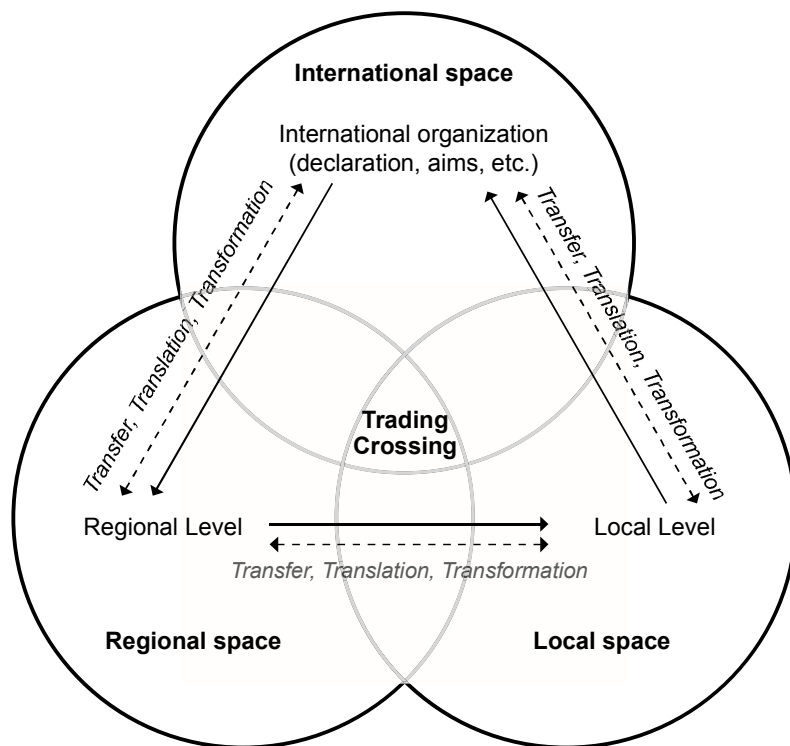 International space
International organization
(declaration, aims, etc.)
Transfer, Translation, Transformation
Transfer, Translation, Transformation
Trading
Crossing
Regional Level
Local Level
Transfer, Translation, Transformation
Regional space
Local space